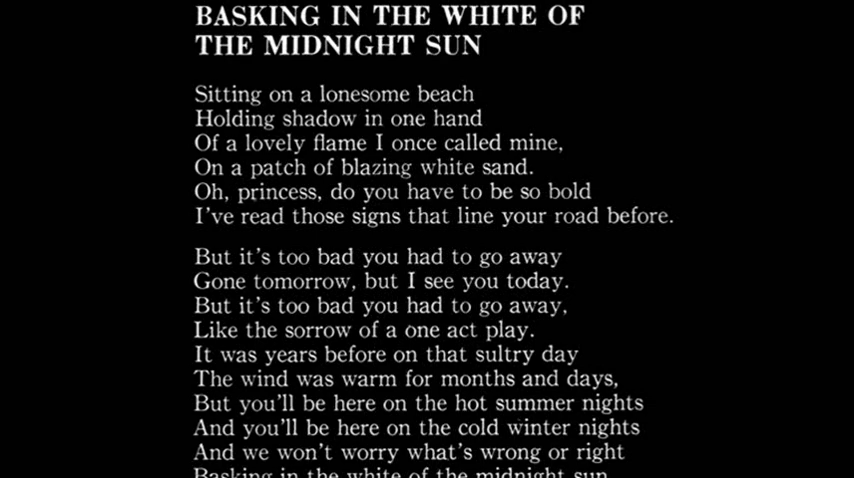 BASKING IN THE WHITE OF
THE MIDNIGHT SUN
Sitting on a lonesome beach
Holding shadow in one hand
Of a lovely flame I once called mine,
On a patch of blazing white sand.
Oh, princess, do you have to be so bold
I've read those signs that line your road before.
But it's too bad you had to go away
Gone tomorrow, but I see you today.
But it's too bad you had to go away,
Like the sorrow of a one act play.
It was years before on that sultry day
The wind was warm for months and days,
But you'll be here on the hot summer nights
And you'll be here on the cold winter nights
And we won't worry what's wrong or right
Basking in the white of the midnight sun